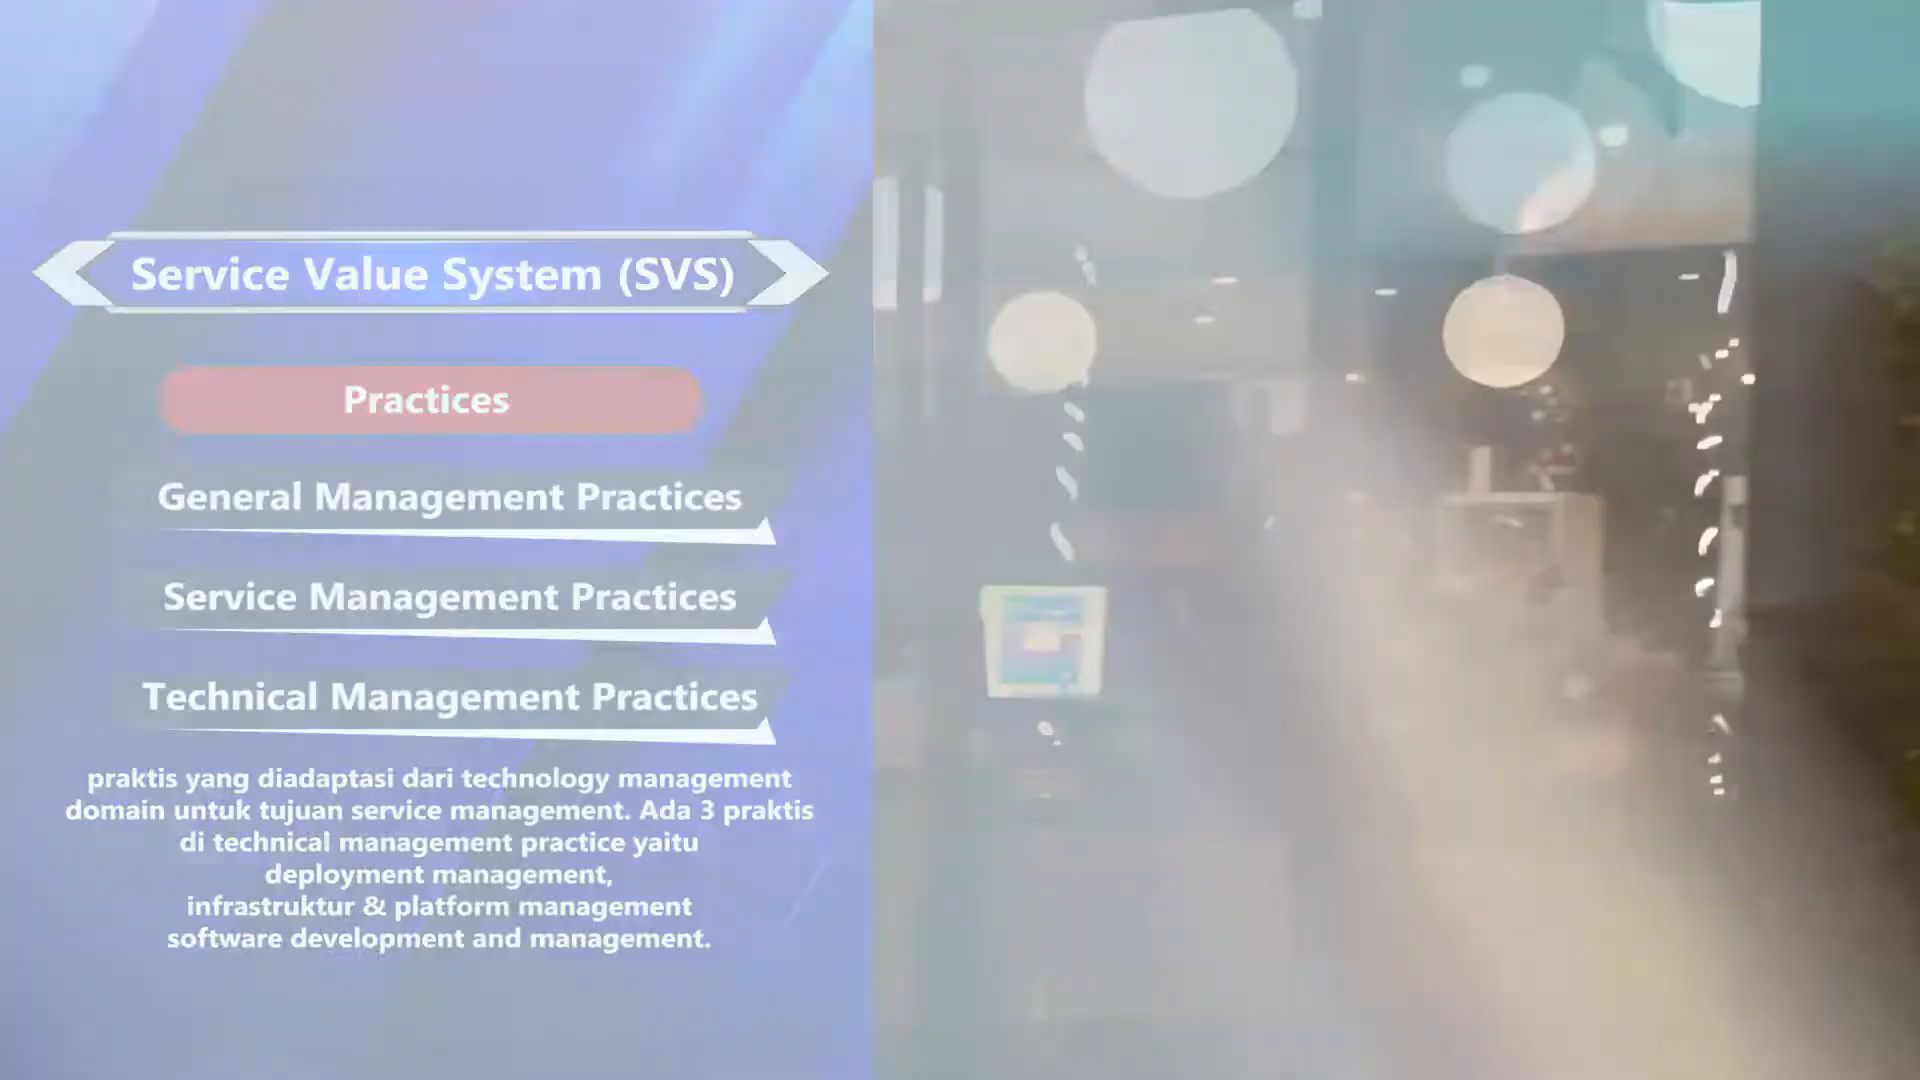 Service Value System (SVS)
Practices
General Management Practices
Service Management Practices
Technical Management Practices
praktis yang diadaptasi dari technology management
domain untuk tujuan service management. Ada 3 praktis
di technical management practice yaitu
deployment management,
infrastruktur & platform management
software development and management.